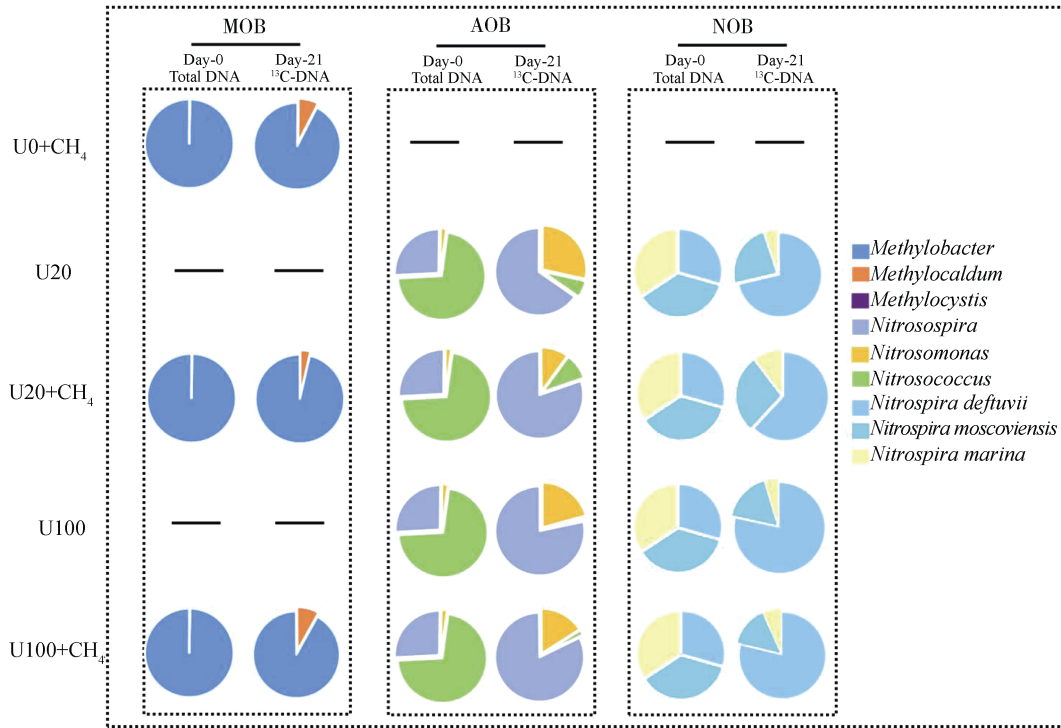 MOB
AOB
NOB
Day-0
Total DNA
Day-21
¹³C-DNA
Day-0
Total DNA
Day-21
¹³C-DNA
Day-0
Total DNA
Day-21
¹³C-DNA
U0+CH₄
U20
U20+CH₄
U100
U100+CH₄
Methylobacter
Methylocaldum
Methylocystis
Nitrosospira
Nitrosomonas
Nitrosococcus
Nitrospira deftuvii
Nitrospira moscoviensis
Nitrospira marina